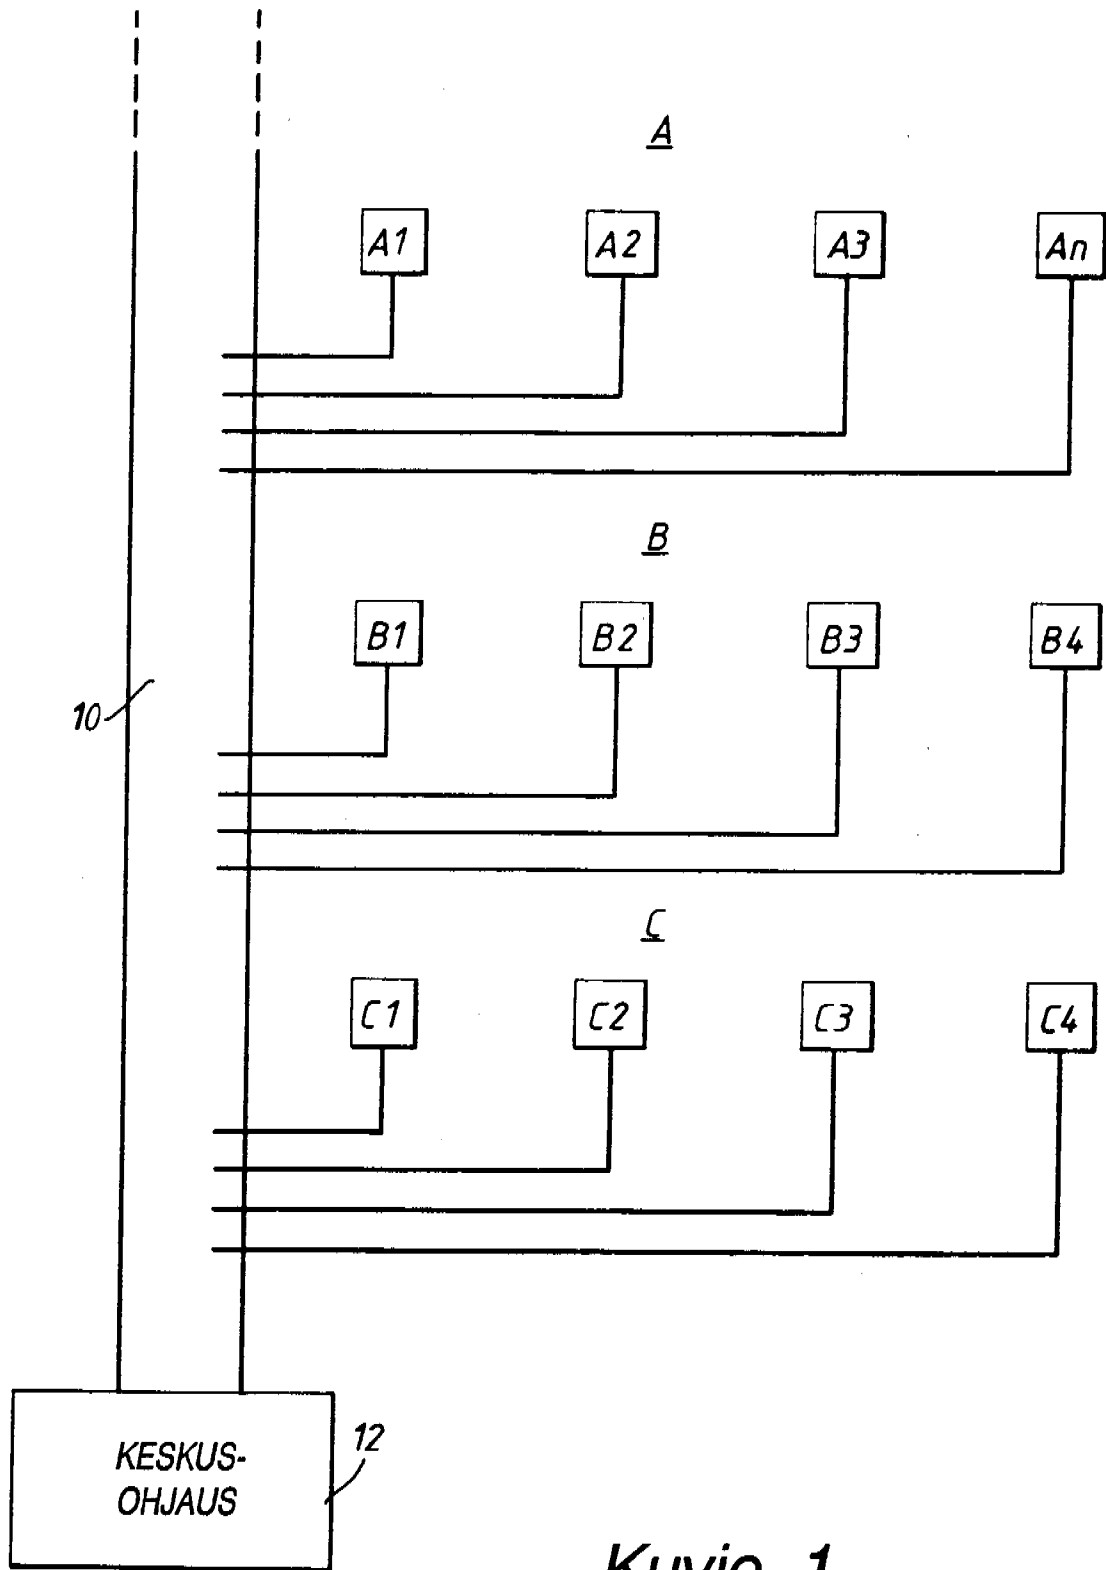 A
A1 A2 A3 An
B
B1 B2 B3 B4
10
C
C1 C2 C3 C4
12
KESKUS-
OHJAUS
Kuvio 1